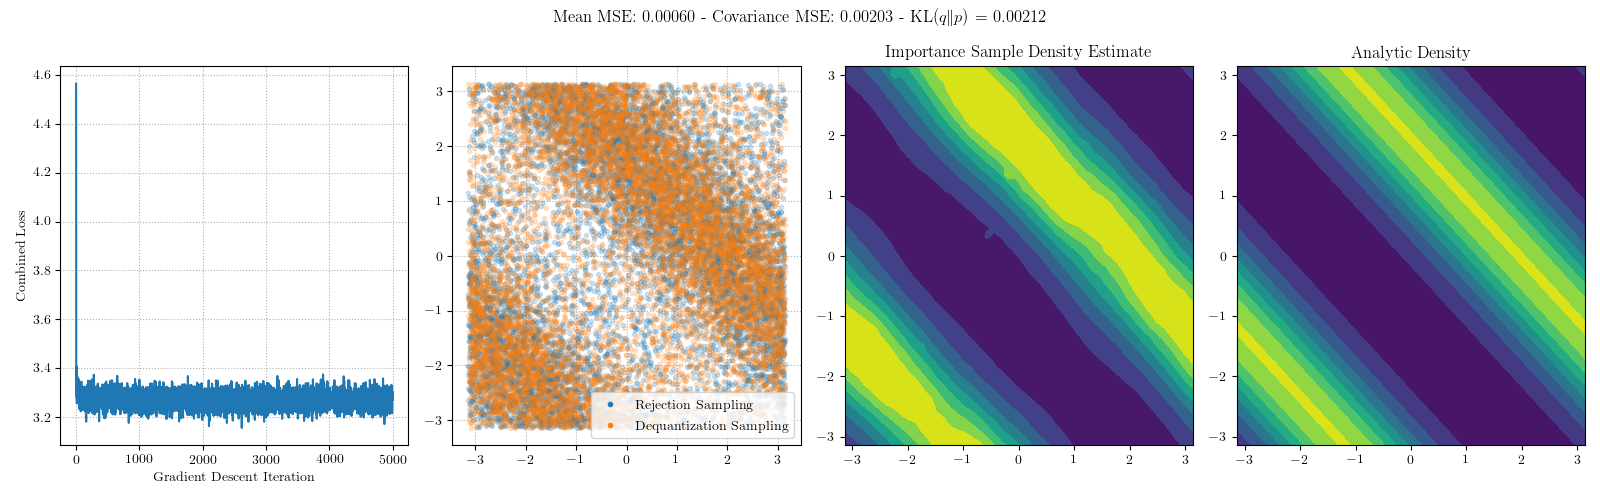 Mean MSE: 0.00060 - Covariance MSE: 0.00203 - KL(q‖p) = 0.00212
Combined Loss
4.6
4.4
4.2
4.0
3.8
3.6
3.4
3.2
0 1000 2000 3000 4000 5000
Gradient Descent Iteration
3
2
1
0
−1
−2
−3
−3 −2 −1 0 1 2 3
Rejection Sampling
Dequantization Sampling
Importance Sample Density Estimate
3
2
1
0
−1
−2
−3
−3 −2 −1 0 1 2 3
Analytic Density
3
2
1
0
−1
−2
−3
−3 −2 −1 0 1 2 3